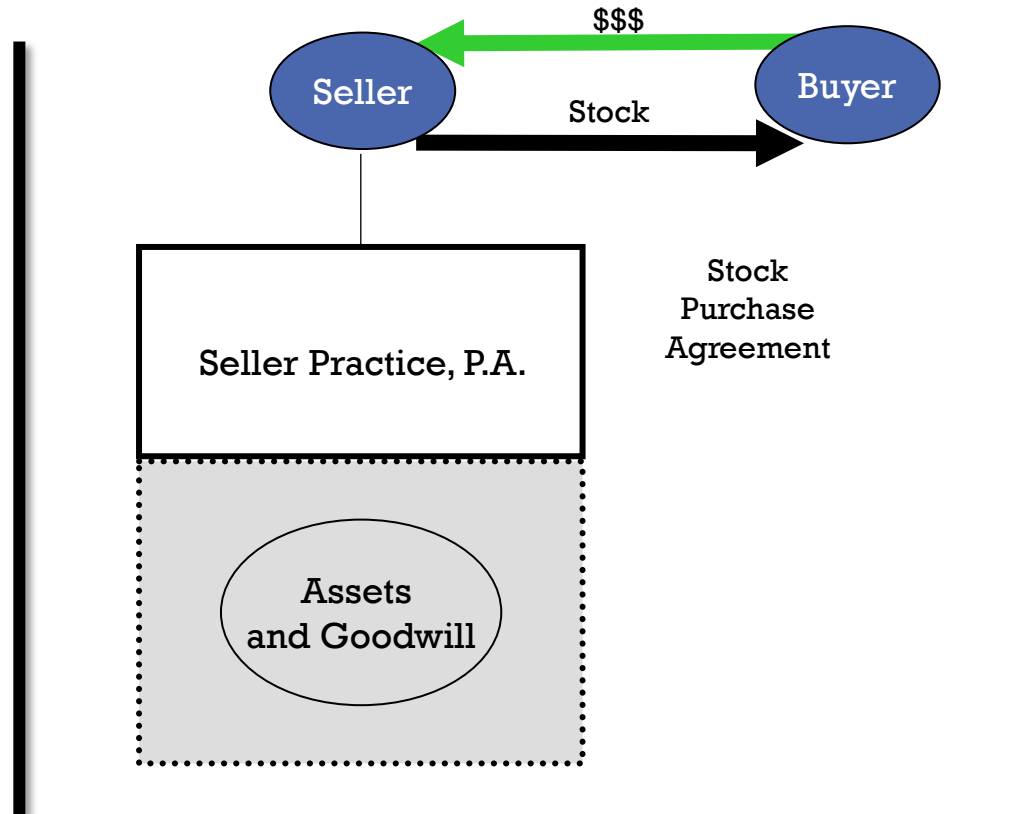 $$$
Seller
Buyer
Stock
Stock
Purchase
Agreement
Seller Practice, P.A.
Assets
and Goodwill